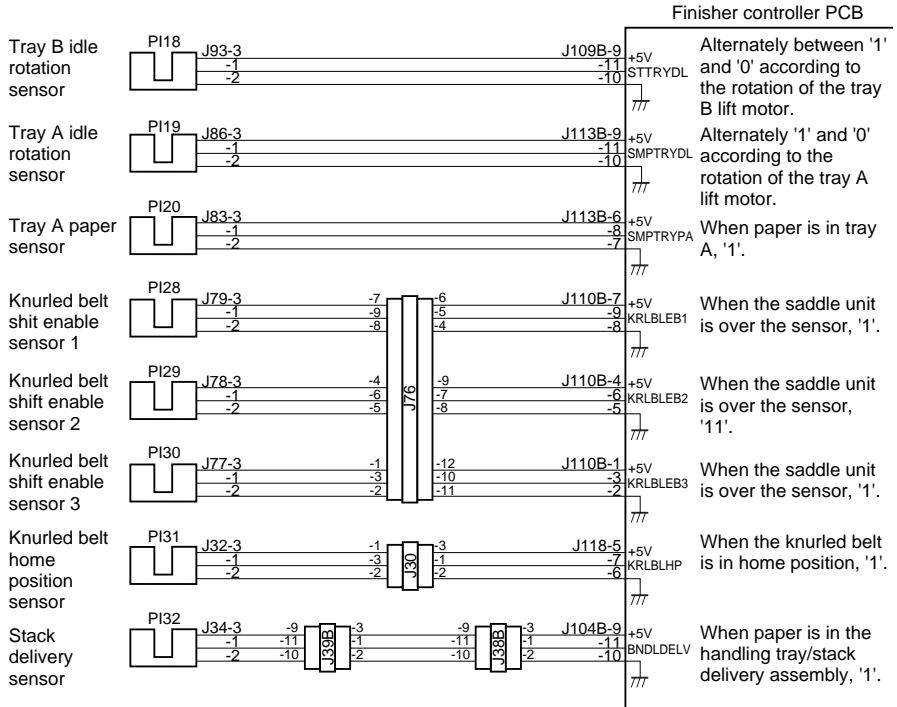 Finisher controller PCB
Tray B idle
rotation
sensor
PI18
J93-3
-1
-2
J109B-9
-11
-10
+5V
STTRYDL
Alternately between '1'
and '0' according to
the rotation of the tray
B lift motor.
Tray A idle
rotation
sensor
PI19
J86-3
-1
-2
J113B-9
-11
-10
+5V
SMPTRYDL
Alternately '1' and '0'
according to the
rotation of the tray A
lift motor.
Tray A paper
sensor
PI20
J83-3
-1
-2
J113B-6
-8
-7
+5V
SMPTRYPA
When paper is in tray
A, '1'.
Knurled belt
shit enable
sensor 1
PI28
J79-3
-1
-2
-7
-9
-8
-6
-5
-4
J110B-7
-9
-8
+5V
KRLBLEB1
When the saddle unit
is over the sensor, '1'.
Knurled belt
shift enable
sensor 2
PI29
J78-3
-1
-2
-4
-6
-5
J76
-9
-7
-8
J110B-4
-6
-5
+5V
KRLBLEB2
When the saddle unit
is over the sensor,
'11'.
Knurled belt
shift enable
sensor 3
PI30
J77-3
-1
-2
-1
-3
-2
-12
-10
-11
J110B-1
-3
-2
+5V
KRLBLEB3
When the saddle unit
is over the sensor, '1'.
Knurled belt
home
position
sensor
PI31
J32-3
-1
-2
-1
-3
-2
J30
-3
-1
-2
J118-5
-7
-6
+5V
KRLBLHP
When the knurled belt
is in home position, '1'.
Stack
delivery
sensor
PI32
J34-3
-1
-2
-9
-11
-10
J39B
-3
-1
-2
-9
-11
-10
J38B
-3
-1
-2
J104B-9
-11
-10
+5V
BNDLDELV
When paper is in the
handling tray/stack
delivery assembly, '1'.